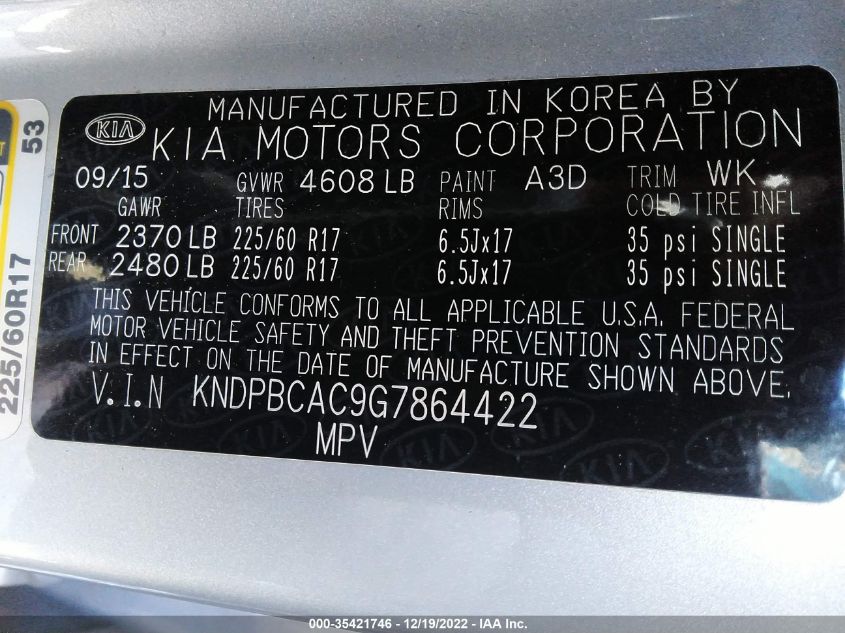 MANUFACTURED IN KOREA BY
KIA KIA MOTORS CORPORATION
09/15 GVWR 4608 LB PAINT A3D TRIM WK
GAWR TIRES RIMS COLD TIRE INFL
FRONT 2370 LB 225/60 R17 6.5Jx17 35 psi SINGLE
REAR 2480 LB 225/60 R17 6.5Jx17 35 psi SINGLE
THIS VEHICLE CONFORMS TO ALL APPLICABLE U.S.A. FEDERAL
MOTOR VEHICLE SAFETY AND THEFT PREVENTION STANDARDS
IN EFFECT ON THE DATE OF MANUFACTURE SHOWN ABOVE.
V.I.N KNDPBCAC9G7864422
MPV
225/60R17 53
000-35421746 - 12/19/2022 - IAA Inc.